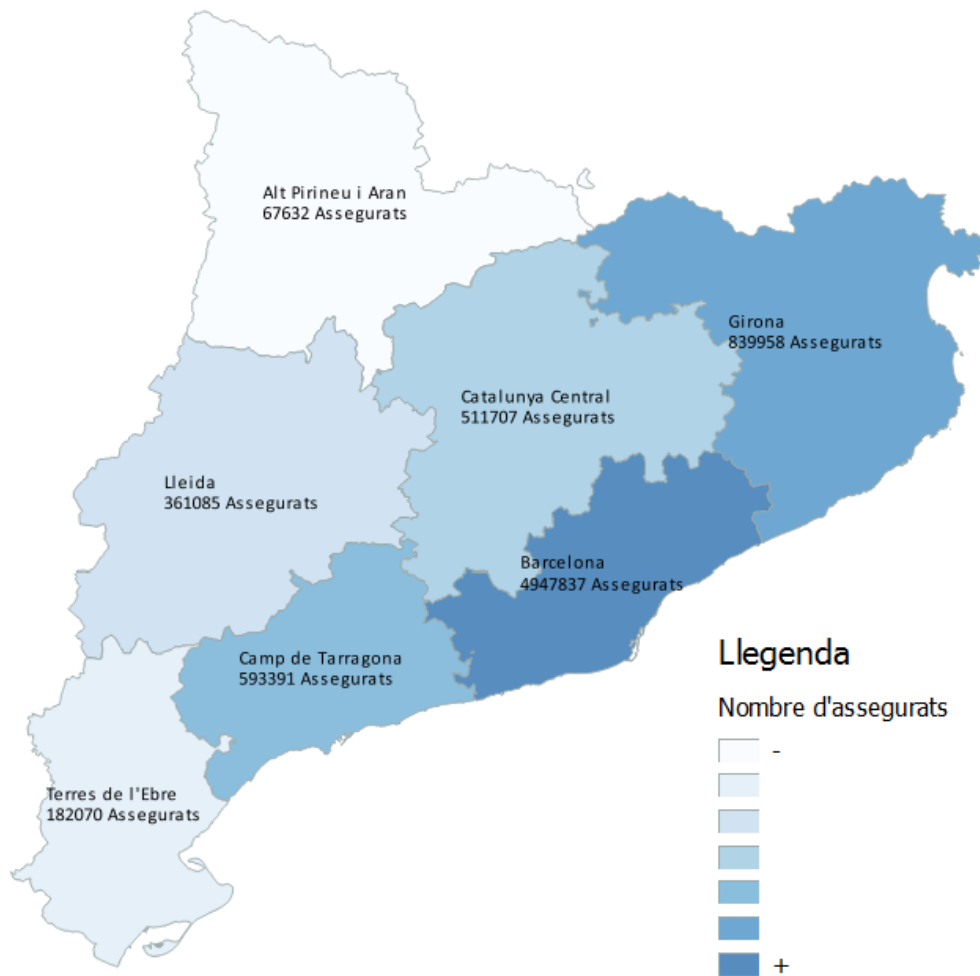 Alt Pirineu i Aran
67632 Assegurats
Girona
839958 Assegurats
Catalunya Central
511707 Assegurats
Lleida
361085 Assegurats
Barcelona
4947837 Assegurats
Camp de Tarragona
593391 Assegurats
Terres de l'Ebre
182070 Assegurats
Llegenda
Nombre d'assegurats
-
+